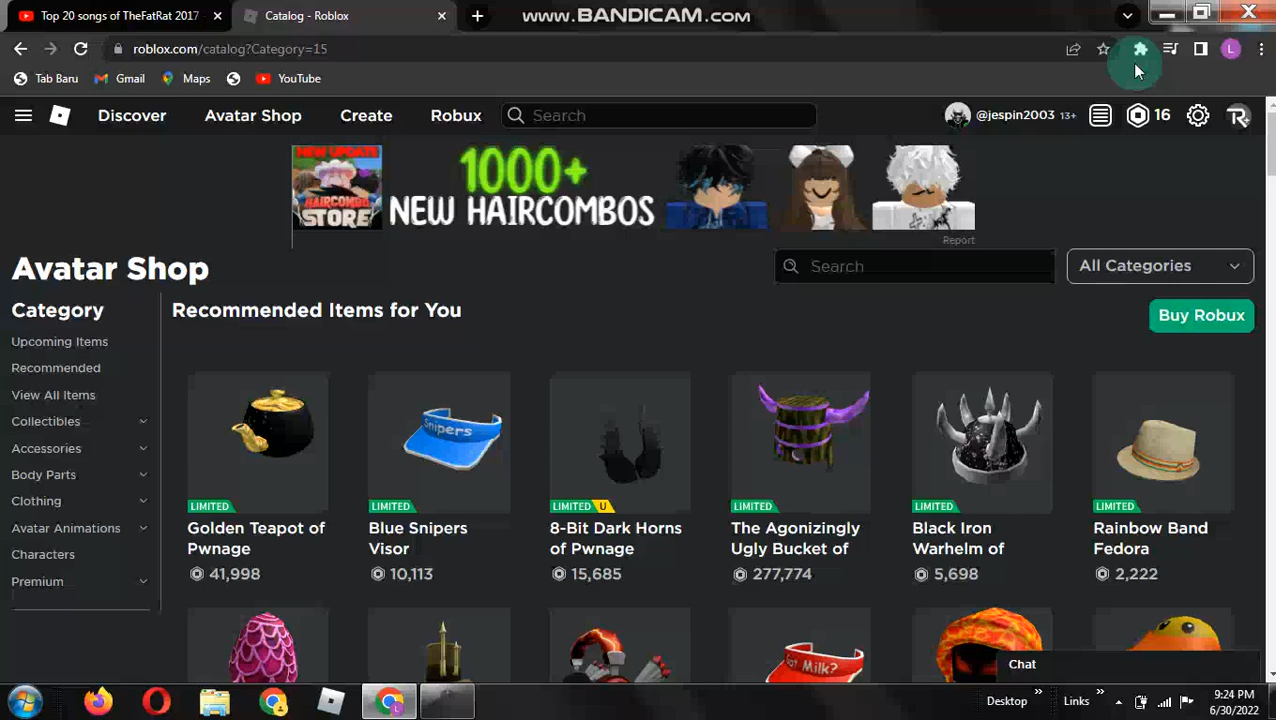 Top 20 songs of TheFatRat 2017
Catalog - Roblox
www.BANDICAM.com
roblox.com/catalog?Category=15
L
Tab Baru
Gmail
Maps
YouTube
Discover
Avatar Shop
Create
Robux
Search
@jespin2003 13+
16
NEW UPDATE
HAIRCOMBO
STORE
1000+
NEW HAIRCOMBOS
Report
Avatar Shop
Search
All Categories
Category
Recommended Items for You
Buy Robux
Upcoming Items
Recommended
View All Items
Collectibles
Accessories
Body Parts
Clothing
Avatar Animations
Characters
Premium
Snipers
LIMITED
LIMITED
LIMITED U
LIMITED
LIMITED
LIMITED
Golden Teapot of
Pwnage
41,998
Blue Snipers
Visor
10,113
8-Bit Dark Horns
of Pwnage
15,685
The Agonizingly
Ugly Bucket of
277,774
Black Iron
Warhelm of
5,698
Rainbow Band
Fedora
2,222
Got Milk?
Chat
Desktop
Links
9:24 PM
6/30/2022